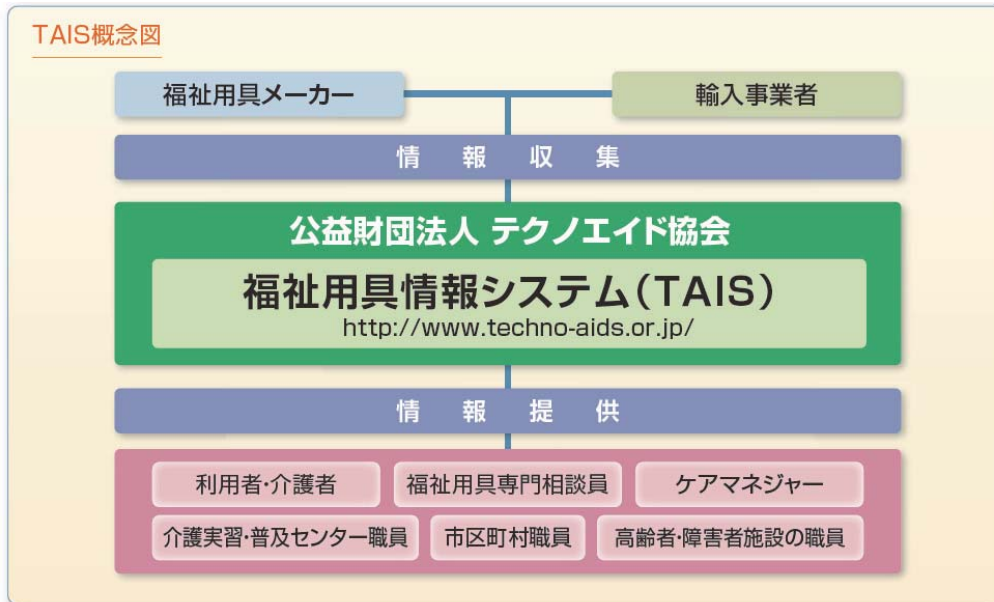 TAIS概念図
福祉用具メーカー
輸入事業者
情報収集
公益財団法人 テクノエイド協会
福祉用具情報システム(TAIS)
http://www.techno-aids.or.jp/
情報提供
利用者・介護者
福祉用具専門相談員
ケアマネジャー
介護実習・普及センター職員
市区町村職員
高齢者・障害者施設の職員